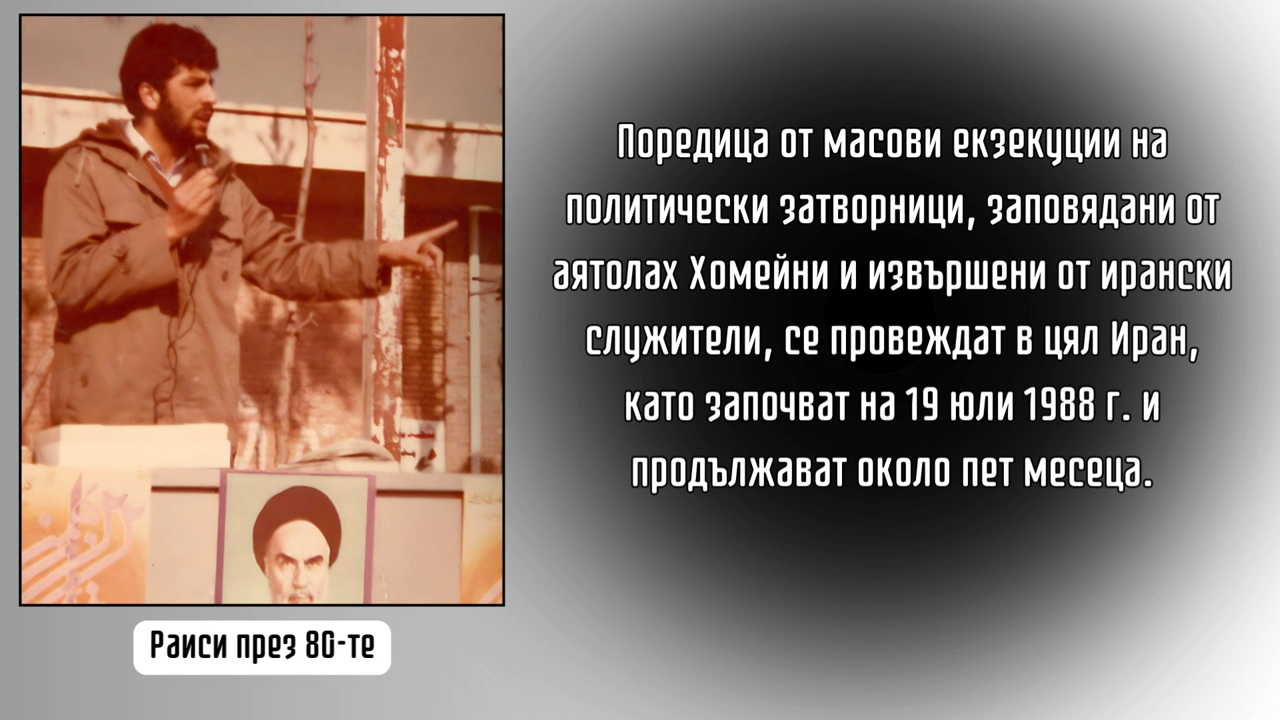 Поредица от масови екзекуции на
политически затворници, заповядани от
аятолах Хомейни и извършени от ирански
служители, се провеждат в цял Иран,
като започват на 19 юли 1988 г. и
продължават около пет месеца.
Раиси през 80-те